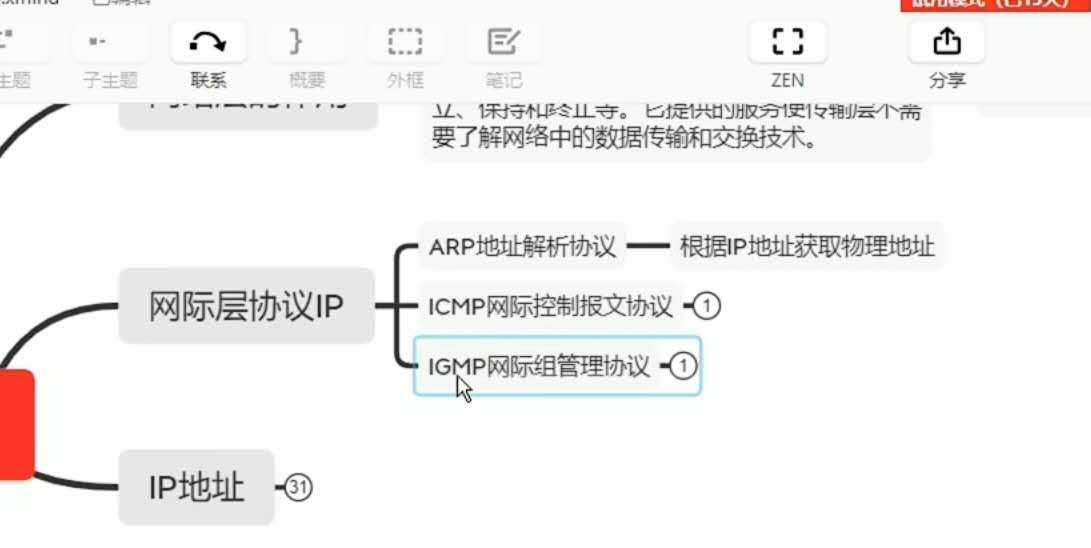 主题
子主题
联系
概要
外框
笔记
ZEN
分享
立、保持和终止等。它提供的服务使传输层不需
要了解网络中的数据传输和交换技术。
ARP地址解析协议
根据IP地址获取物理地址
网际层协议IP
ICMP网际控制报文协议
1
IGMP网际组管理协议
1
IP地址
31